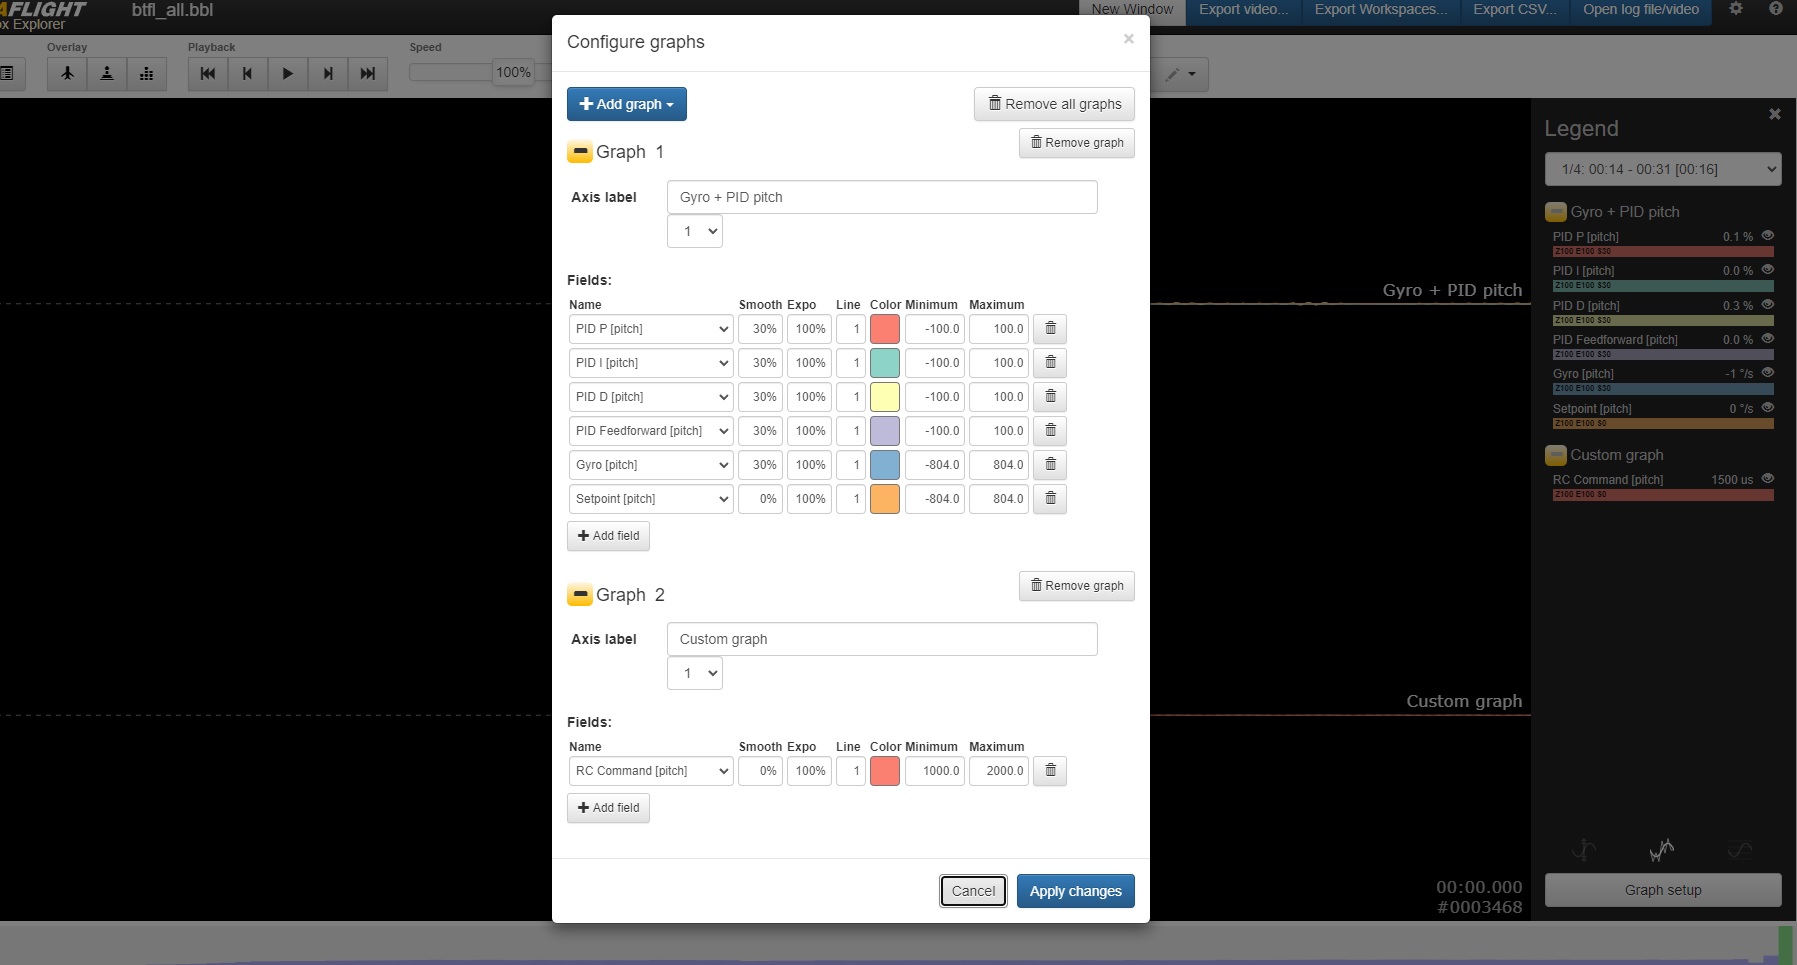 AFLIGHT
btfl_all.bbl
New Window
Export video...
Export Workspaces...
Export CSV...
Open log file/video
ox Explorer
Overlay
Playback
Speed
100%
Configure graphs
×
Add graph
Remove all graphs
Graph 1
Remove graph
Axis label
Gyro + PID pitch
1
Fields:
Name Smooth Expo Line Color Minimum Maximum
PID P [pitch] 30% 100% 1 -100.0 100.0
PID I [pitch] 30% 100% 1 -100.0 100.0
PID D [pitch] 30% 100% 1 -100.0 100.0
PID Feedforward [pitch] 30% 100% 1 -100.0 100.0
Gyro [pitch] 30% 100% 1 -804.0 804.0
Setpoint [pitch] 0% 100% 1 -804.0 804.0
Add field
Graph 2
Remove graph
Axis label
Custom graph
1
Fields:
Name Smooth Expo Line Color Minimum Maximum
RC Command [pitch] 0% 100% 1 1000.0 2000.0
Add field
Cancel
Apply changes
Gyro + PID pitch
Custom graph
00:00.000
#0003468
Legend
1/4: 00:14 - 00:31 [00:16]
Gyro + PID pitch
PID P [pitch] 0.1 %
Z100 E100 S30
PID I [pitch] 0.0 %
Z100 E100 S30
PID D [pitch] 0.3 %
Z100 E100 S30
PID Feedforward [pitch] 0.0 %
Z100 E100 S30
Gyro [pitch] -1 °/s
Z100 E100 S30
Setpoint [pitch] 0 °/s
Z100 E100 S0
Custom graph
RC Command [pitch] 1500 us
Z100 E100 S0
Graph setup